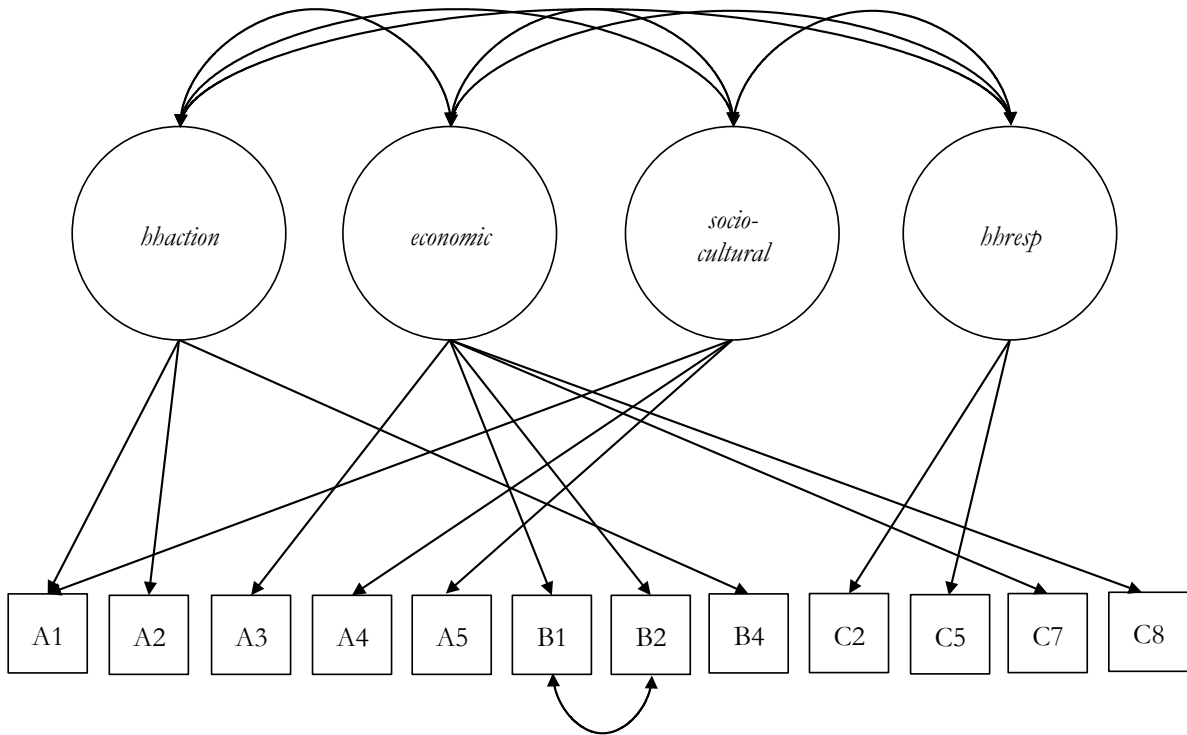 hhaction
economic
socio-
cultural
hhresp
A1
A2
A3
A4
A5
B1
B2
B4
C2
C5
C7
C8